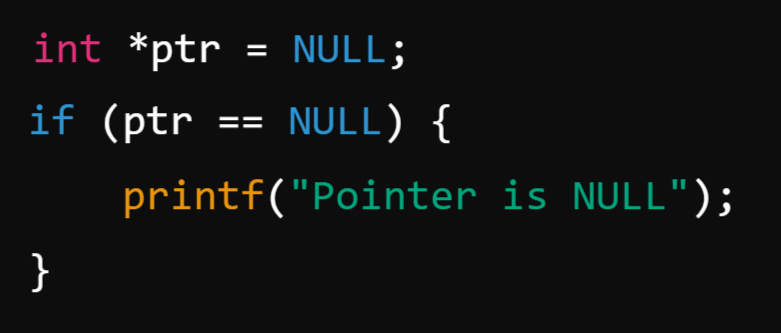 int *ptr = NULL;
if (ptr == NULL) {
    printf("Pointer is NULL");
}